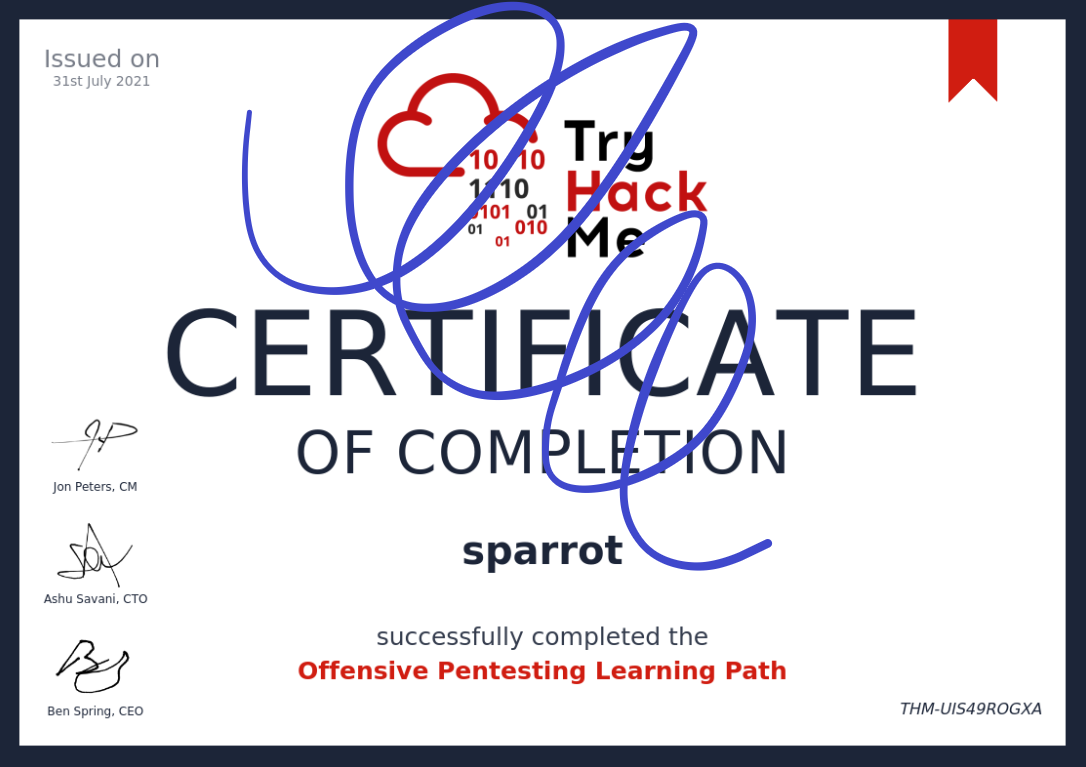 Issued on
31st July 2021
10 10
1110
0101 01
01 010
01
Try
Hack
Me
CERTIFICATE
OF COMPLETION
Jon Peters, CM
sparrot
Ashu Savani, CTO
successfully completed the
Offensive Pentesting Learning Path
Ben Spring, CEO
THM-UIS49ROGXA